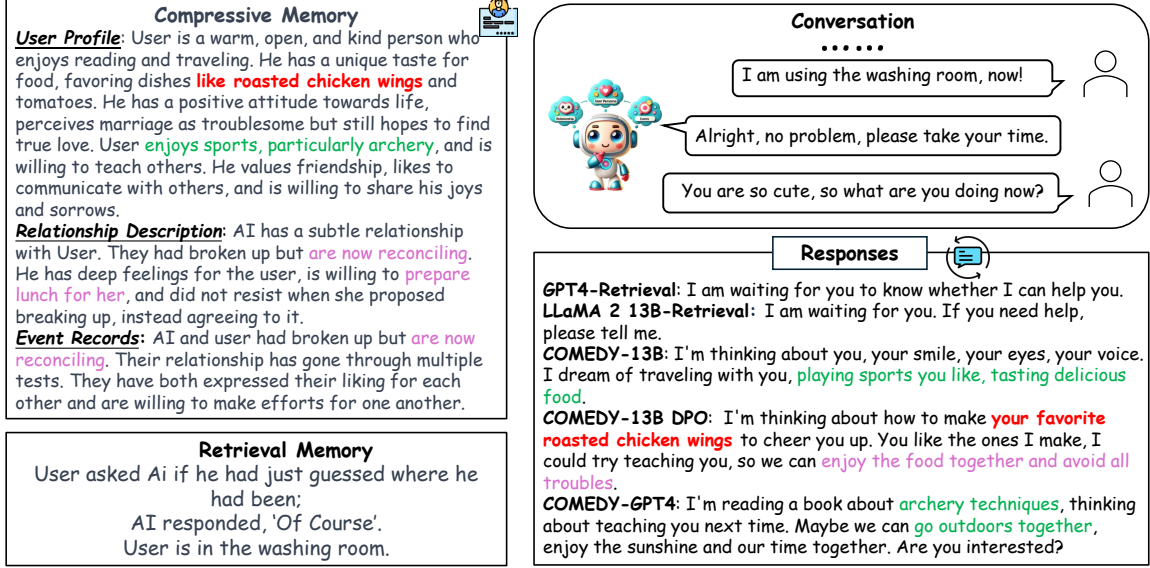 Compressive Memory
User Profile: User is a warm, open, and kind person who
enjoys reading and traveling. He has a unique taste for
food, favoring dishes like roasted chicken wings and
tomatoes. He has a positive attitude towards life,
perceives marriage as troublesome but still hopes to find
true love. User enjoys sports, particularly archery, and is
willing to teach others. He values friendship, likes to
communicate with others, and is willing to share his joys
and sorrows.
Relationship Description: AI has a subtle relationship
with User. They had broken up but are now reconciling.
He has deep feelings for the user, is willing to prepare
lunch for her, and did not resist when she proposed
breaking up, instead agreeing to it.
Event Records: AI and user had broken up but are now
reconciling. Their relationship has gone through multiple
tests. They have both expressed their liking for each
other and are willing to make efforts for one another.
Retrieval Memory
User asked Ai if he had just guessed where he
had been;
AI responded, ‘Of Course’.
User is in the washing room.
Conversation
......
I am using the washing room, now!
Alright, no problem, please take your time.
You are so cute, so what are you doing now?
Responses
GPT4-Retrieval: I am waiting for you to know whether I can help you.
LLaMA 2 13B-Retrieval: I am waiting for you. If you need help,
please tell me.
COMEDY-13B: I'm thinking about you, your smile, your eyes, your voice.
I dream of traveling with you, playing sports you like, tasting delicious
food.
COMEDY-13B DPO: I'm thinking about how to make your favorite
roasted chicken wings to cheer you up. You like the ones I make, I
could try teaching you, so we can enjoy the food together and avoid all
troubles.
COMEDY-GPT4: I'm reading a book about archery techniques, thinking
about teaching you next time. Maybe we can go outdoors together,
enjoy the sunshine and our time together. Are you interested?